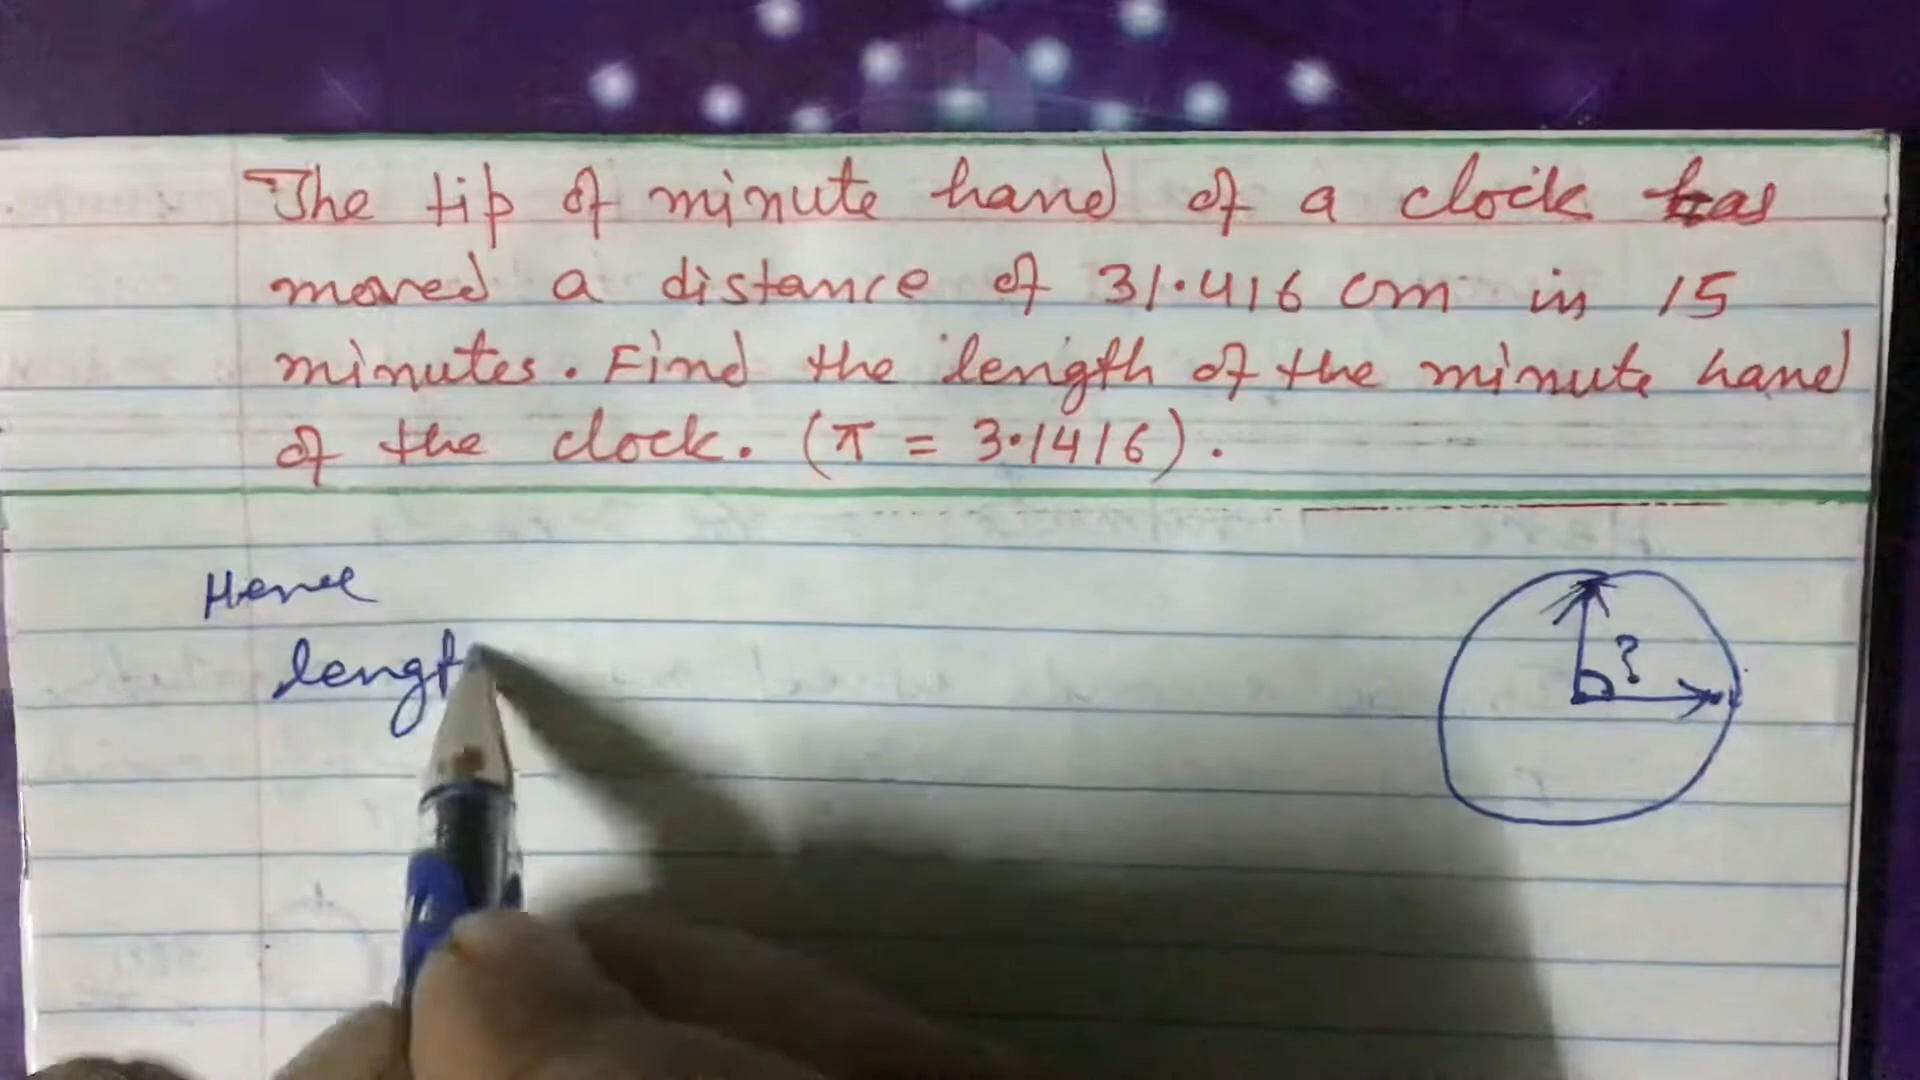 The tip of minute hand of a clock has
moved a distance of 31.416 cm in 15
minutes. Find the length of the minute hand
of the clock. (π = 3.1416).
Hence
lengt
?